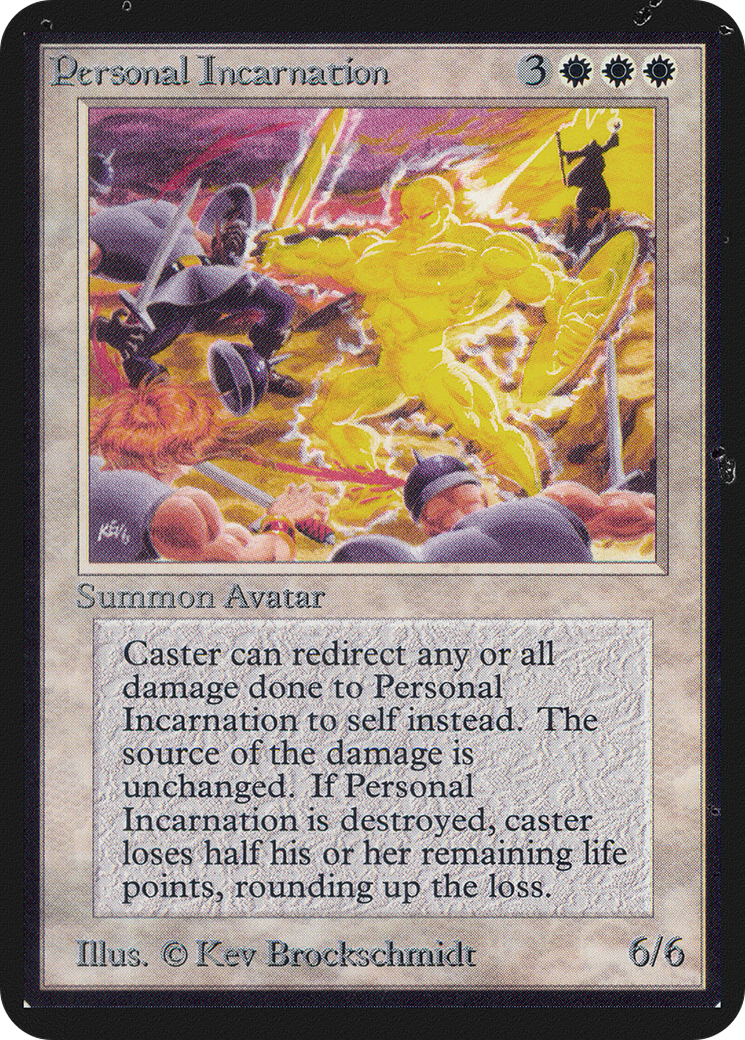 Personal Incarnation 3
KEV
Summon Avatar
Caster can redirect any or all
damage done to Personal
Incarnation to self instead. The
source of the damage is
unchanged. If Personal
Incarnation is destroyed, caster
loses half his or her remaining life
points, rounding up the loss.
Illus. © Kev Brockschmidt 6/6